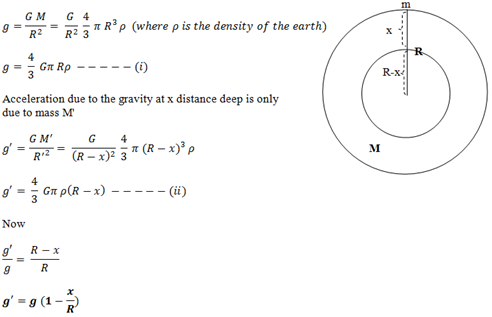 g = G M / R² = G / R² 4/3 π R³ ρ (where ρ is the density of the earth)
g = 4/3 Gπ Rρ − − − − − (i)
Acceleration due to the gravity at x distance deep is only
due to mass M'
g′ = G M′ / R′² = G / (R − x)² 4/3 π (R − x)³ ρ
g′ = 4/3 Gπ ρ(R − x) − − − − − (ii)
Now
g′ / g = R − x / R
g′ = g (1 − x/R)
m
x
R
R-x
M